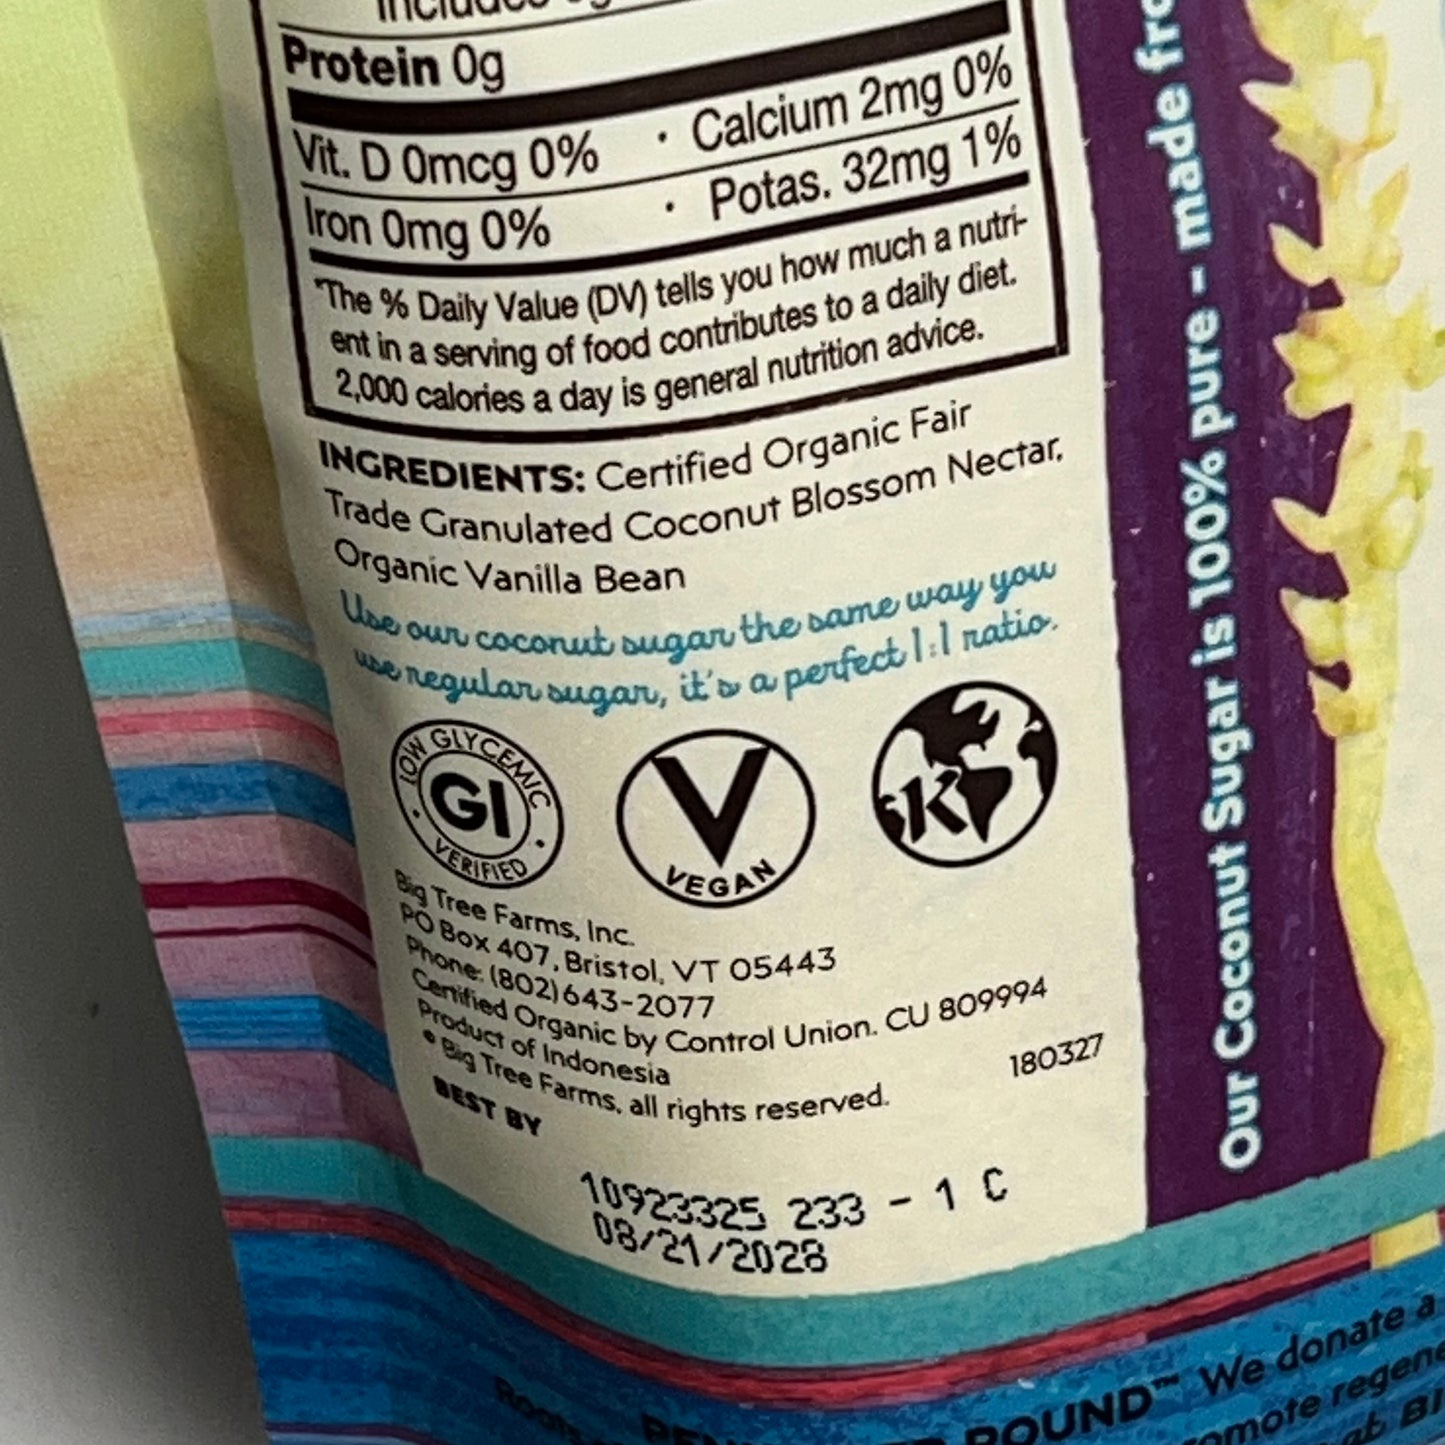 Protein 0g
Vit. D 0mcg 0% · Calcium 2mg 0%
Iron 0mg 0% · Potas. 32mg 1%
*The % Daily Value (DV) tells you how much a nutri-
ent in a serving of food contributes to a daily diet.
2,000 calories a day is general nutrition advice.
INGREDIENTS: Certified Organic Fair
Trade Granulated Coconut Blossom Nectar,
Organic Vanilla Bean
Use our coconut sugar the same way you
use regular sugar, it's a perfect 1:1 ratio.
LOW GLYCEMIC
GI
VERIFIED
V
VEGAN
K
Big Tree Farms, Inc.
PO Box 407, Bristol, VT 05443
Phone: (802)643-2077
Certified Organic by Control Union. CU 809994
Product of Indonesia
Big Tree Farms, all rights reserved.
180327
BEST BY
10923325 233 - 1 C
08/21/2028
Our Coconut Sugar is 100% pure - made
OUND™ We donate a
at